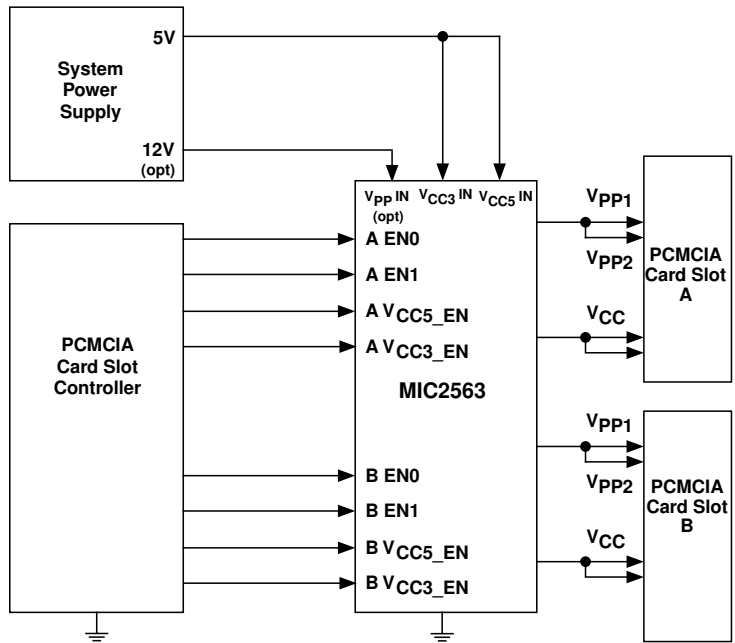 5V
System
Power
Supply
12V
(opt)
VPP IN
(opt)
VCC3 IN
VCC5 IN
A EN0
A EN1
A VCC5_EN
A VCC3_EN
MIC2563
B EN0
B EN1
B VCC5_EN
B VCC3_EN
PCMCIA
Card Slot
Controller
VPP1
VPP2
VCC
PCMCIA
Card Slot
A
VPP1
VPP2
VCC
PCMCIA
Card Slot
B